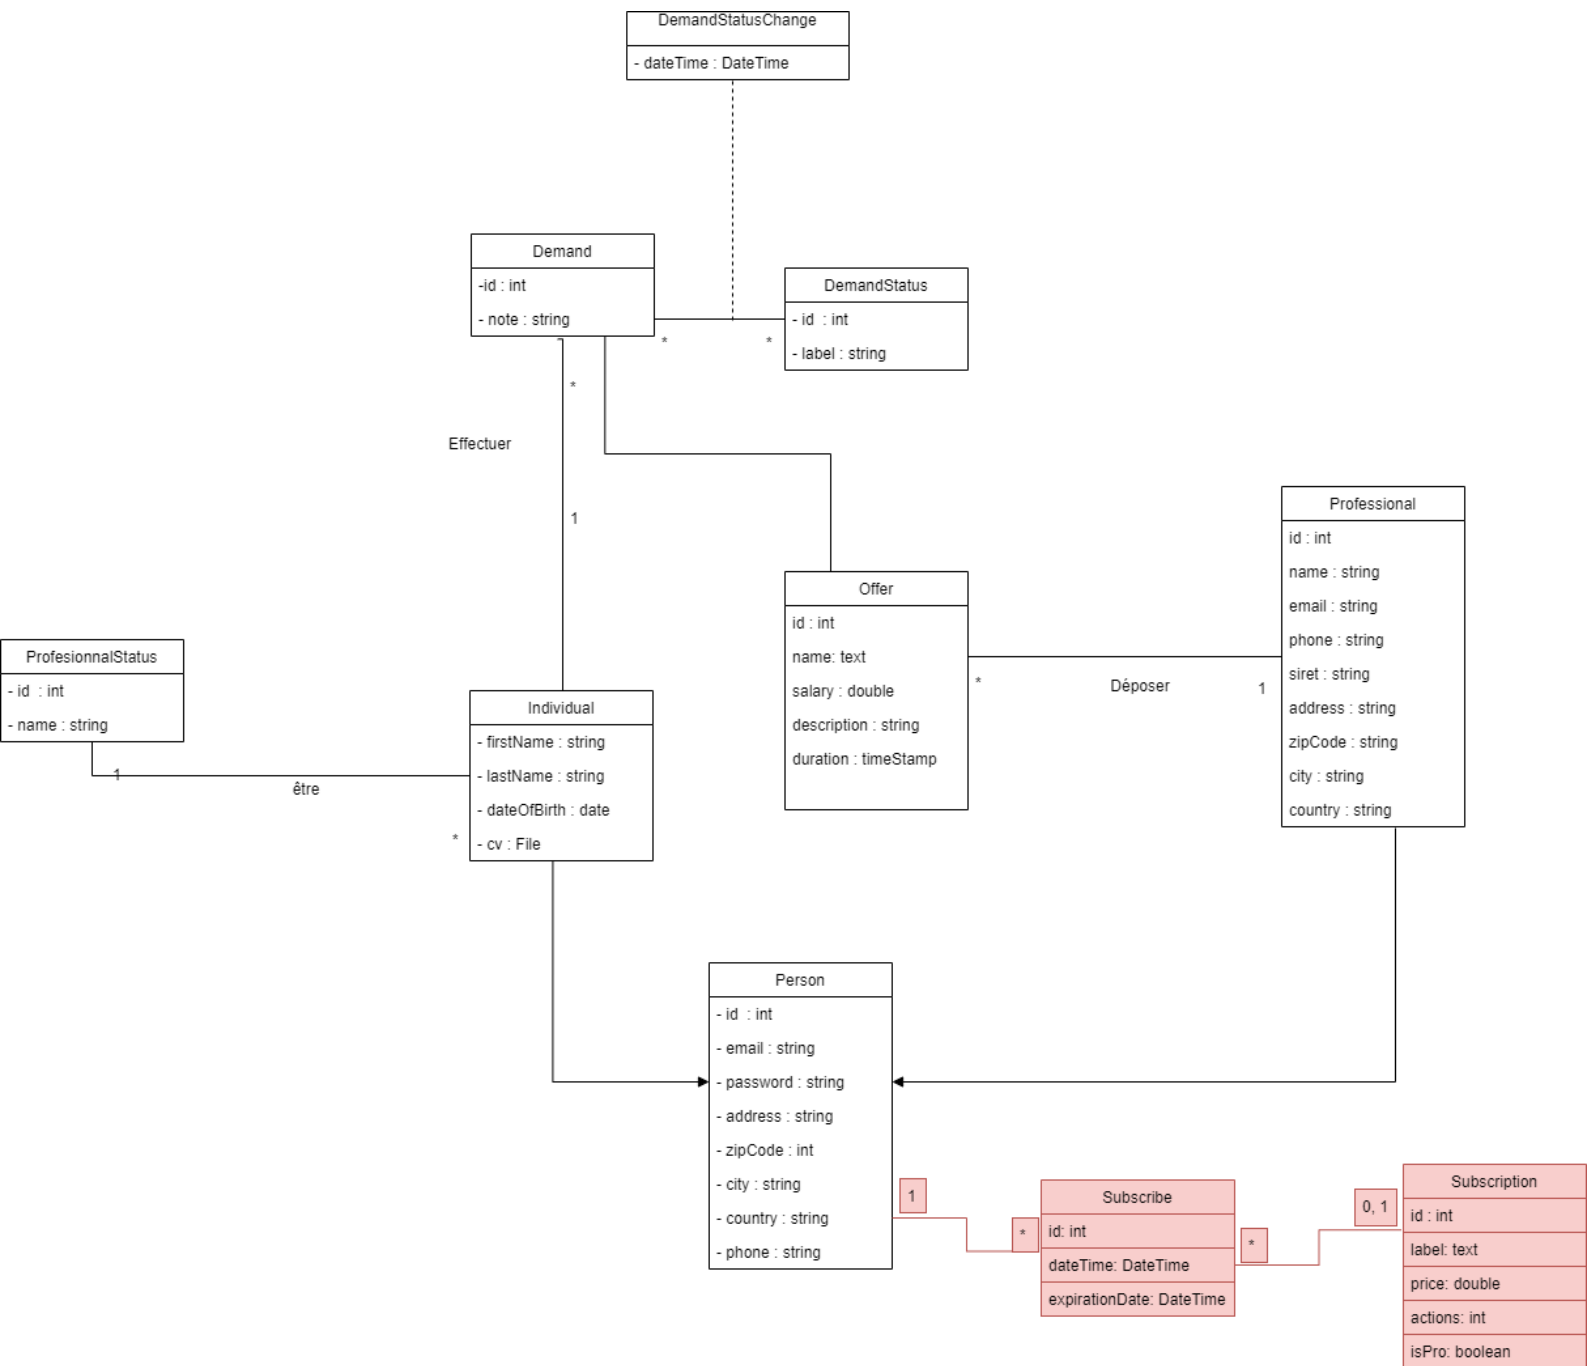 DemandStatusChange
- dateTime : DateTime
Demand
-id : int
- note : string
*
*
DemandStatus
- id : int
- label : string
*
Effectuer
1
Professional
id : int
name : string
email : string
phone : string
siret : string
address : string
zipCode : string
city : string
country : string
Offer
id : int
name: text
salary : double
description : string
duration : timeStamp
*
Déposer
1
ProfesionnalStatus
- id : int
- name : string
1
être
*
Individual
- firstName : string
- lastName : string
- dateOfBirth : date
- cv : File
Person
- id : int
- email : string
- password : string
- address : string
- zipCode : int
- city : string
- country : string
- phone : string
1
*
Subscribe
id: int
dateTime: DateTime
expirationDate: DateTime
*
0, 1
Subscription
id : int
label: text
price: double
actions: int
isPro: boolean